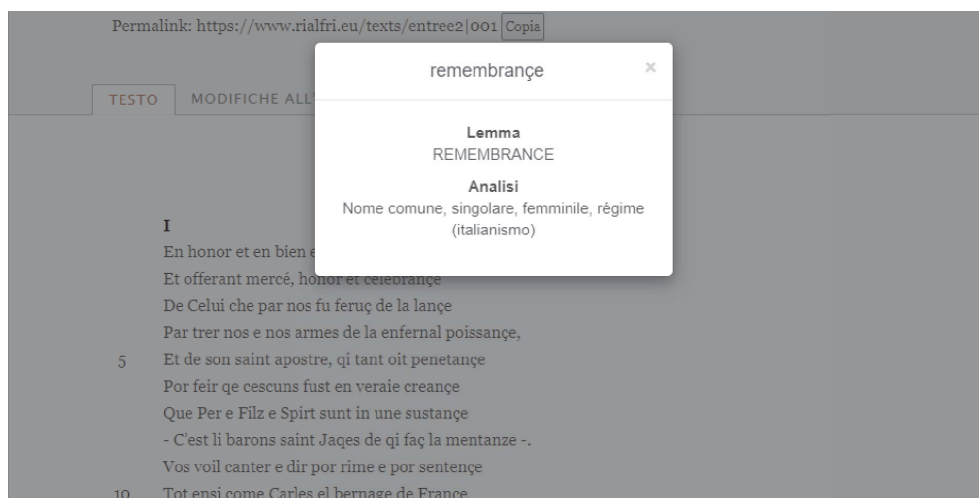 Permalink: https://www.rialfri.eu/texts/entree2|001 Copia
remembrançe ×
TESTO MODIFICHE ALL'
Lemma
REMEMBRANCE
Analisi
Nome comune, singolare, femminile, régime
(italianismo)
I
En honor et en bien e
Et offerant mercé, honor et celebrançe
De Celui che par nos fu feruç de la lançe
Par trer nos e nos armes de la enfernal poissançe,
5 Et de son saint apostre, qi tant oit penetançe
Por feir qe cescuns fust en veraie creançe
Que Per e Filz e Spirt sunt in une sustançe
- C'est li barons saint Jaqes de qi faç la mentanze -.
Vos voil canter e dir por rime e por sentençe
10 Tot ensi come Carles el bernage de France